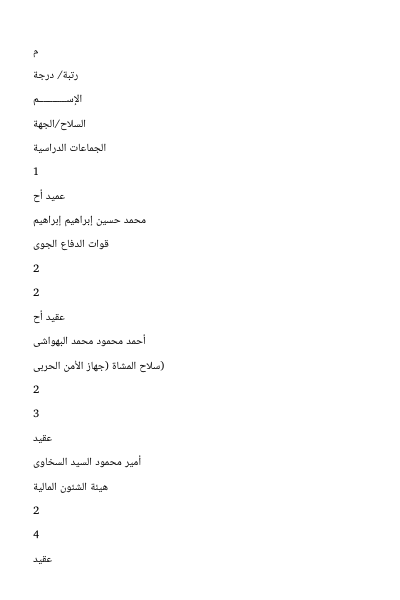 م
رتبة/ درجة
الإســـــــم
السلاح/الجهة
الجماعات الدراسية
1
عميد أح
محمد حسين إبراهيم إبراهيم
قوات الدفاع الجوى
2
2
عقيد أح
أحمد محمود محمد البهواشى
سلاح المشاة (جهاز الأمن الحربى)
2
3
عقيد
أمير محمود السيد السخاوى
هيئة الشئون المالية
2
4
عقيد